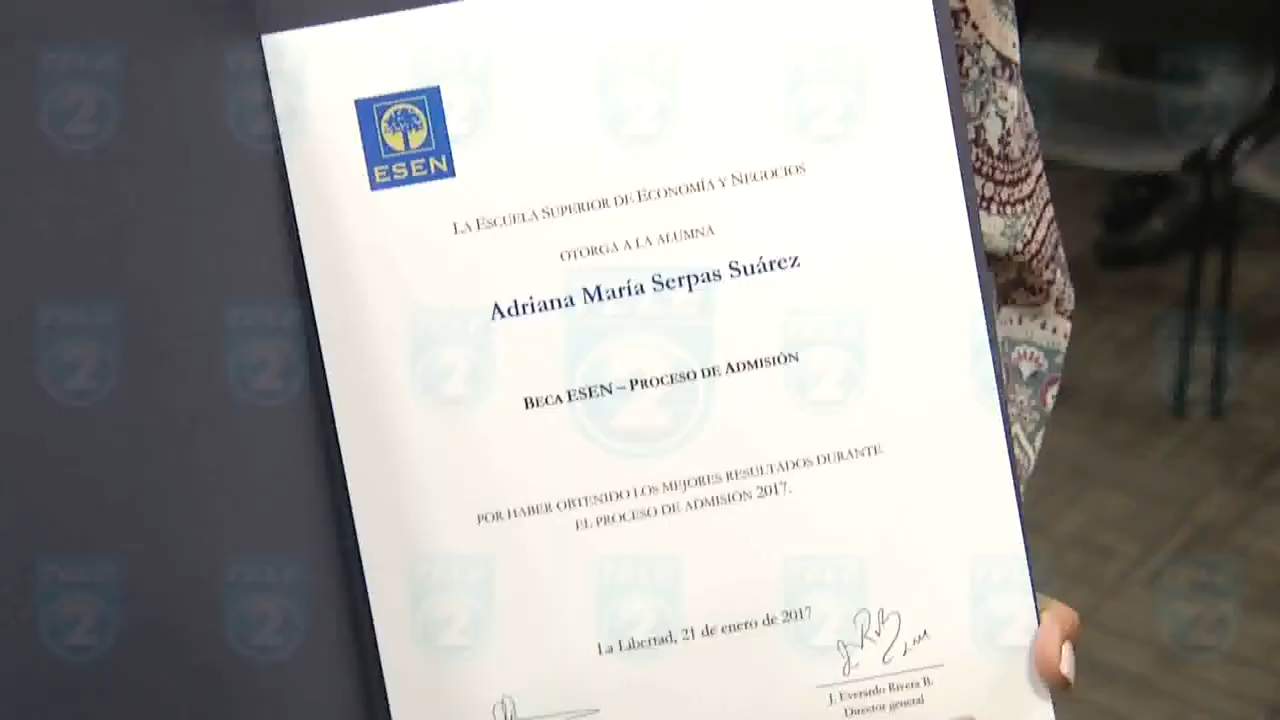 ESEN
LA ESCUELA SUPERIOR DE ECONOMÍA Y NEGOCIOS
OTORGA A LA ALUMNA
Adriana María Serpas Suárez
BECA ESEN – PROCESO DE ADMISIÓN
POR HABER OBTENIDO LOS MEJORES RESULTADOS DURANTE
EL PROCESO DE ADMISIÓN 2017.
La Libertad, 21 de enero de 2017
J. Everardo Rivera B.
Director general